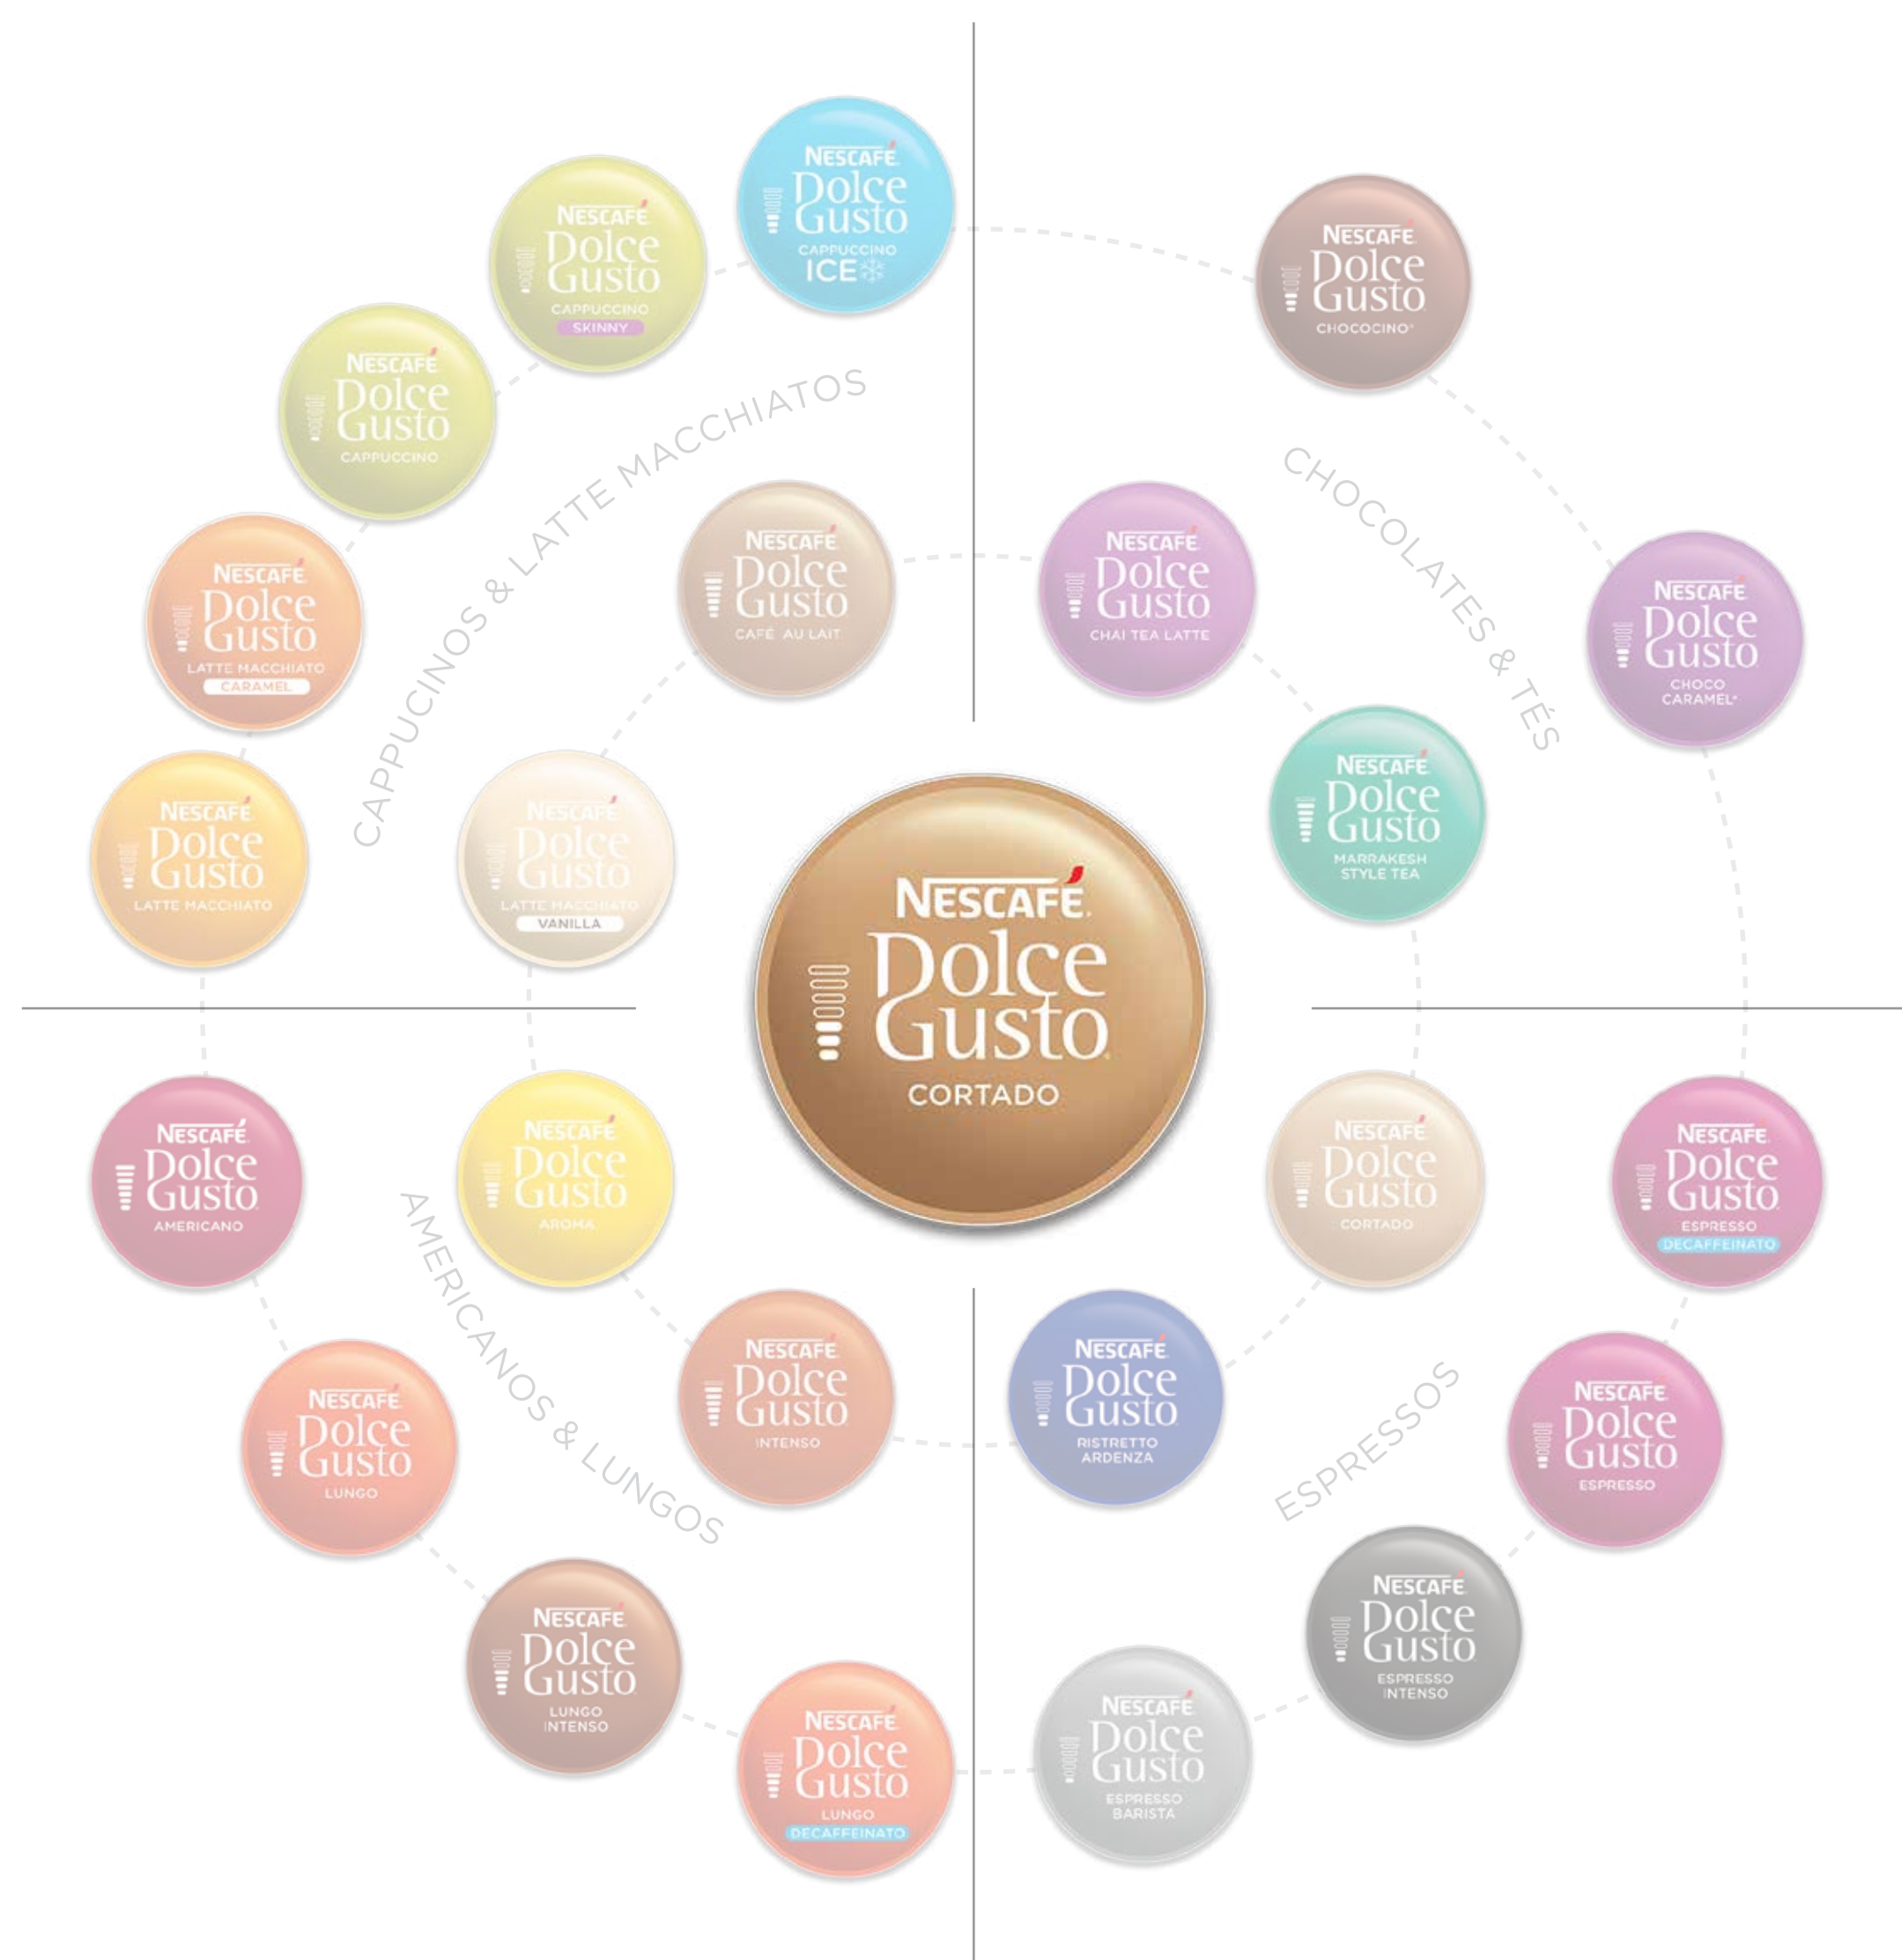 NESCAFÉ
Dolce
Gusto
CAPPUCCINO
ICE
NESCAFÉ
Dolce
Gusto
CAPPUCCINO
SKINNY
NESCAFÉ
Dolce
Gusto
CAPPUCCINO
NESCAFÉ
Dolce
Gusto
LATTE MACCHIATO
CARAMEL
NESCAFÉ
Dolce
Gusto
LATTE MACCHIATO
CAPPUCINOS & LATTE MACCHIATOS
NESCAFÉ
Dolce
Gusto
CAFÉ AU LAIT
NESCAFÉ
Dolce
Gusto
LATTE MACCHIATO
VANILLA
NESCAFÉ
Dolce
Gusto
CHOCOCINO*
NESCAFÉ
Dolce
Gusto
CHOCO
CARAMEL*
CHOCOLATES & TÉS
NESCAFÉ
Dolce
Gusto
CHAI TEA LATTE
NESCAFÉ
Dolce
Gusto
MARRAKESH
STYLE TEA
NESCAFÉ.
Dolce
Gusto
CORTADO
NESCAFÉ
Dolce
Gusto
AMERICANO
NESCAFÉ
Dolce
Gusto
AROMA
AMERICANOS & LUNGOS
NESCAFÉ
Dolce
Gusto
LUNGO
NESCAFÉ
Dolce
Gusto
INTENSO
NESCAFÉ
Dolce
Gusto
LUNGO
INTENSO
NESCAFÉ
Dolce
Gusto
LUNGO
DECAFFEINATO
NESCAFÉ
Dolce
Gusto
CORTADO
NESCAFÉ
Dolce
Gusto
ESPRESSO
DECAFFEINATO
NESCAFÉ
Dolce
Gusto
RISTRETTO
ARDENZA
ESPRESSOS
NESCAFÉ
Dolce
Gusto
ESPRESSO
NESCAFÉ
Dolce
Gusto
ESPRESSO
INTENSO
NESCAFÉ
Dolce
Gusto
ESPRESSO
BARISTA